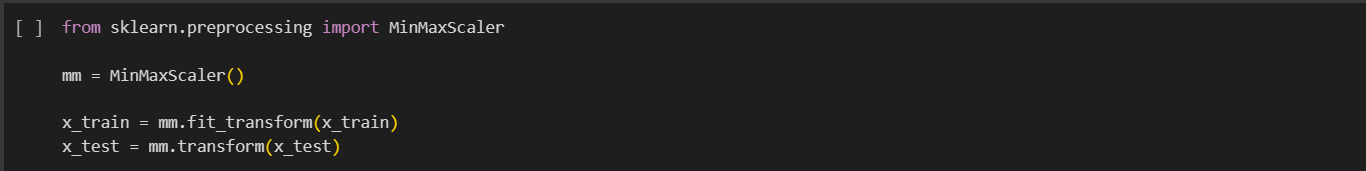 [ ] from sklearn.preprocessing import MinMaxScaler
mm = MinMaxScaler()
x_train = mm.fit_transform(x_train)
x_test = mm.transform(x_test)